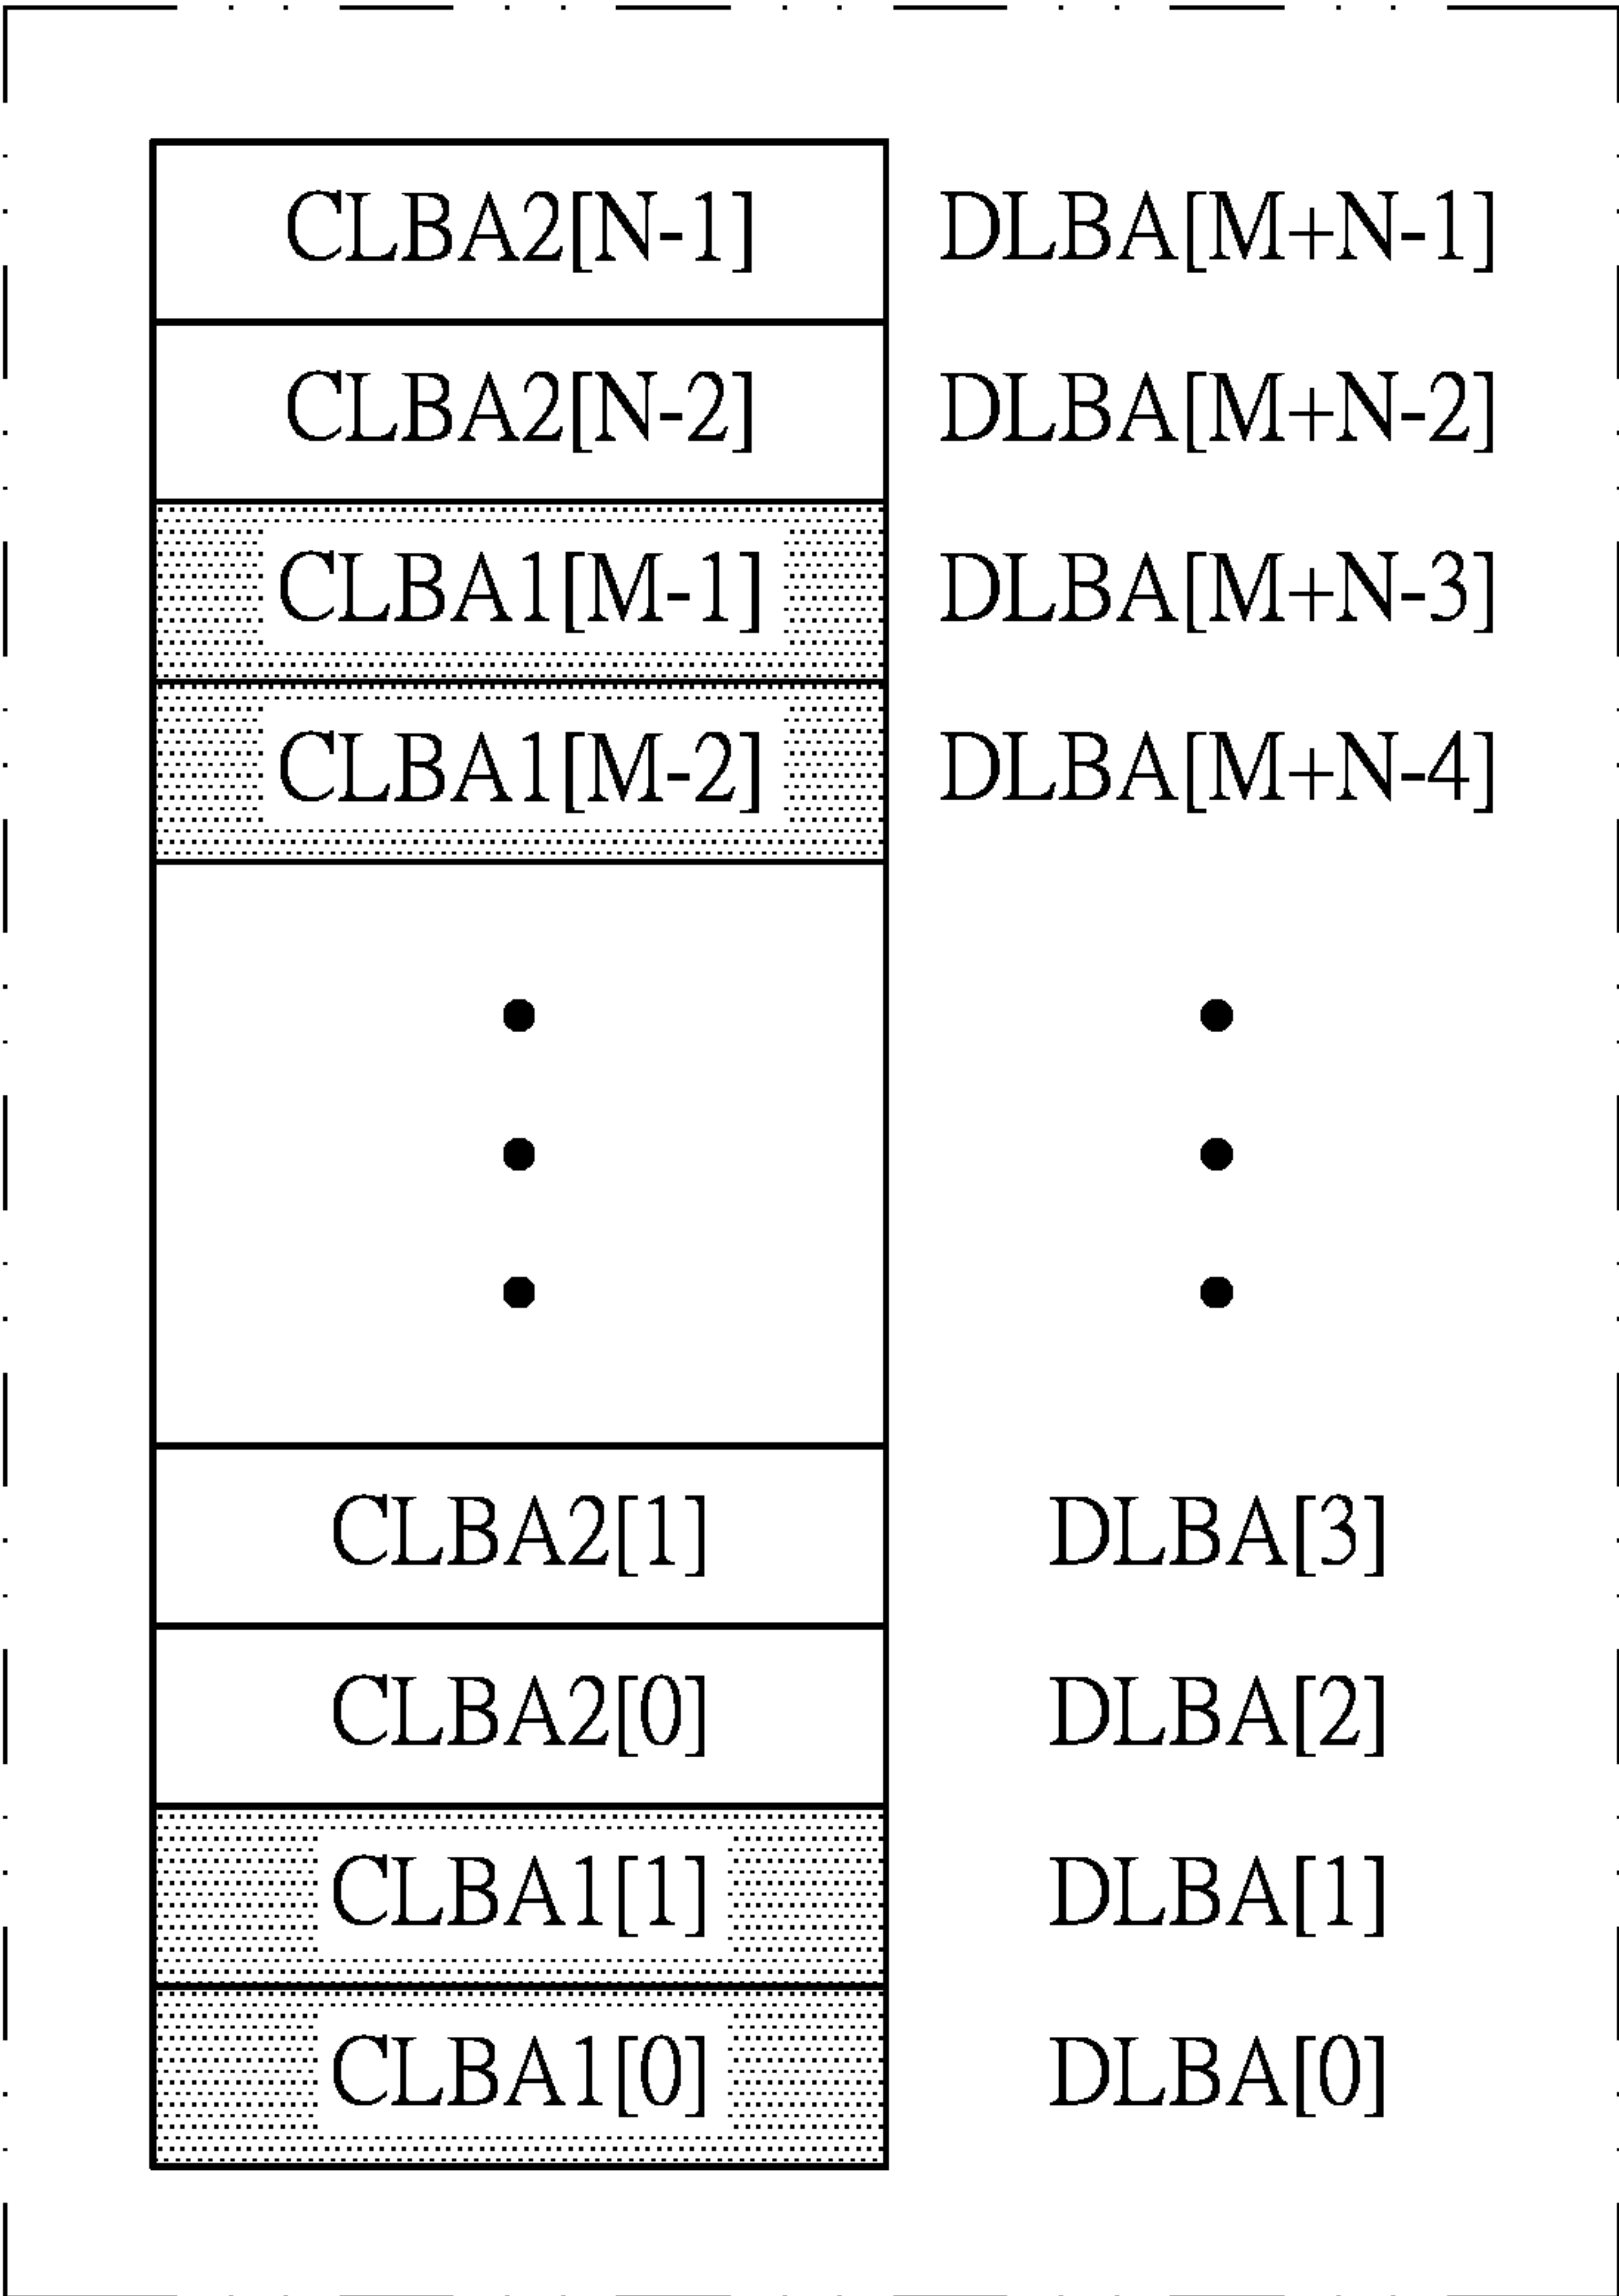 CLBA2[N-1] DLBA[M+N-1]
CLBA2[N-2] DLBA[M+N-2]
CLBA1[M-1] DLBA[M+N-3]
CLBA1[M-2] DLBA[M+N-4]
CLBA2[1] DLBA[3]
CLBA2[0] DLBA[2]
CLBA1[1] DLBA[1]
CLBA1[0] DLBA[0]